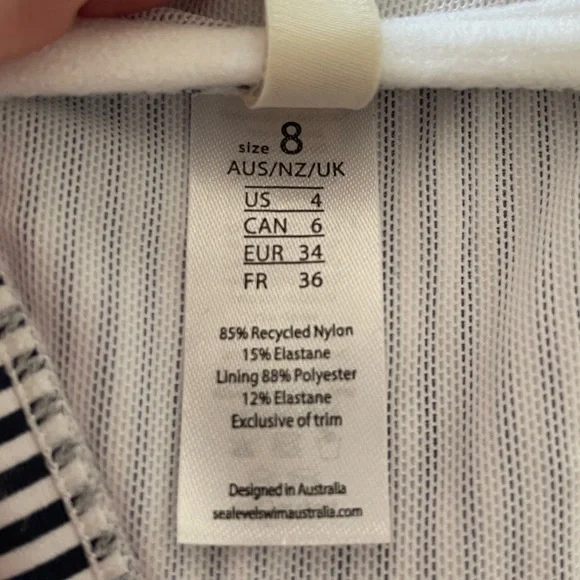 size 8
AUS/NZ/UK
US 4
CAN 6
EUR 34
FR 36
85% Recycled Nylon
15% Elastane
Lining 88% Polyester
12% Elastane
Exclusive of trim
Designed in Australia
sealevelswimaustralia.com